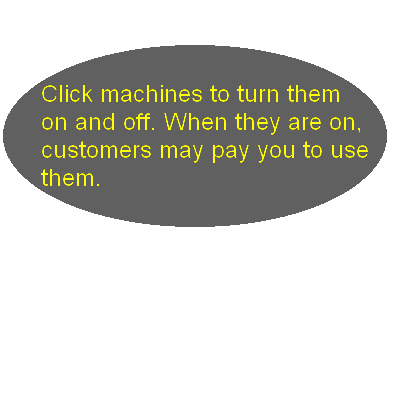 Click machines to turn them
on and off. When they are on,
customers may pay you to use
them.